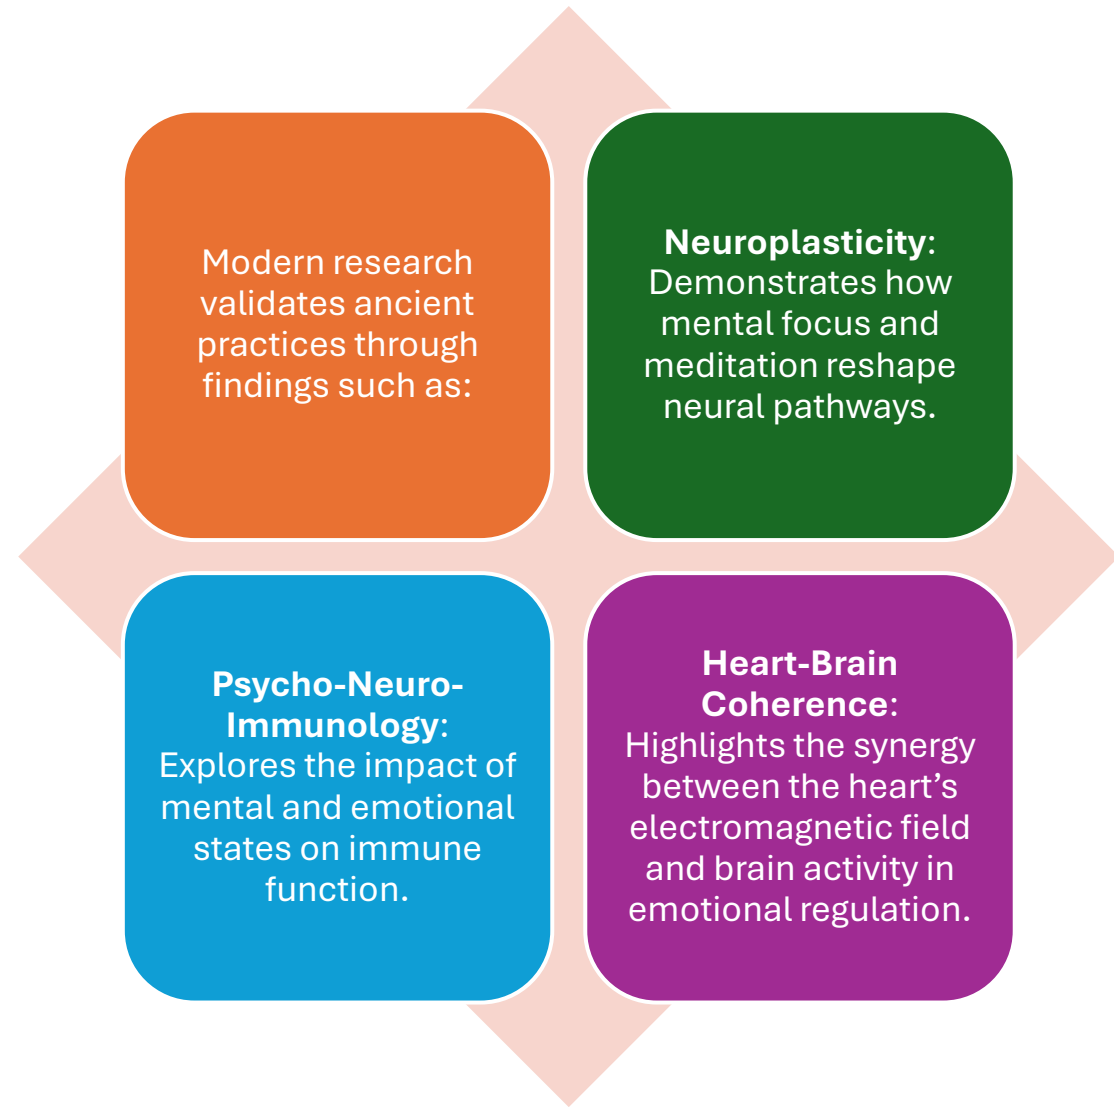 Modern research
validates ancient
practices through
findings such as:
Neuroplasticity:
Demonstrates how
mental focus and
meditation reshape
neural pathways.
Psycho-Neuro-
Immunology:
Explores the impact of
mental and emotional
states on immune
function.
Heart-Brain
Coherence:
Highlights the synergy
between the heart’s
electromagnetic field
and brain activity in
emotional regulation.